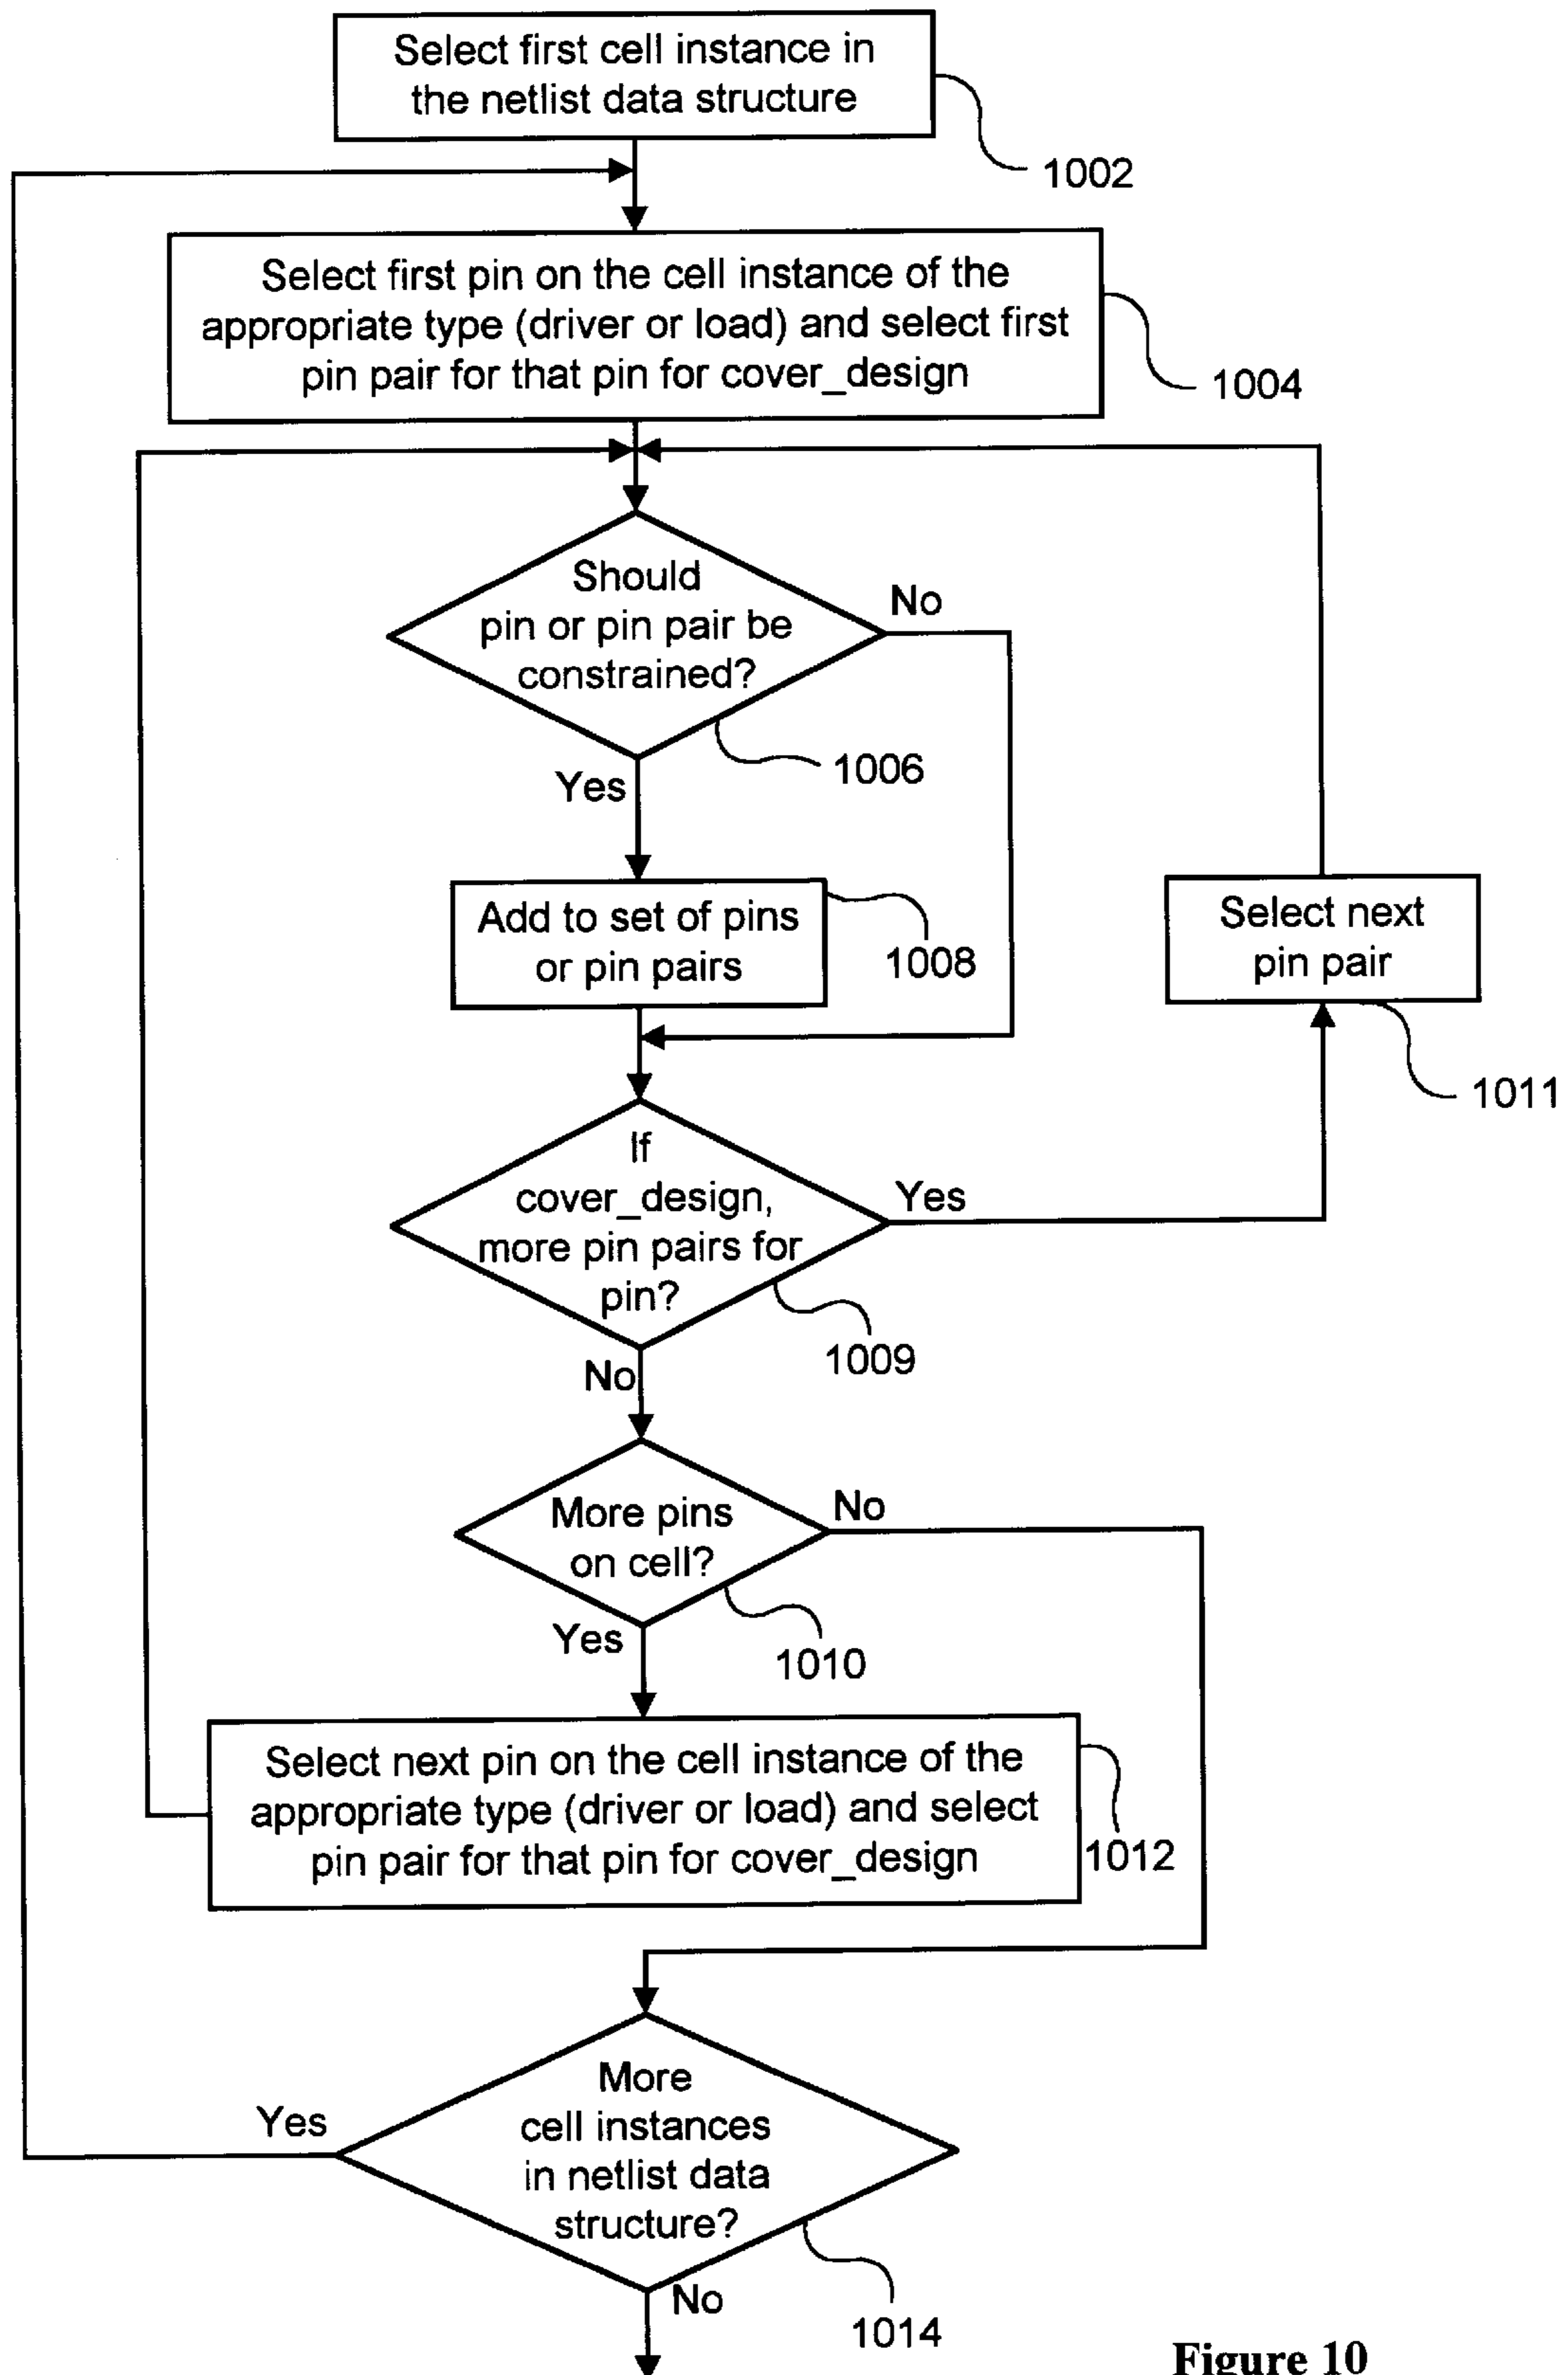 Select first cell instance in
the netlist data structure
1002
Select first pin on the cell instance of the
appropriate type (driver or load) and select first
pin pair for that pin for cover_design
1004
Should
pin or pin pair be
constrained?
No
1006
Yes
Add to set of pins
or pin pairs
1008
Select next
pin pair
1011
If
cover_design,
more pin pairs for
pin?
Yes
1009
No
More pins
on cell?
No
1010
Yes
Select next pin on the cell instance of the
appropriate type (driver or load) and select
pin pair for that pin for cover_design
1012
More
cell instances
in netlist data
structure?
Yes
1014
No
Figure 10